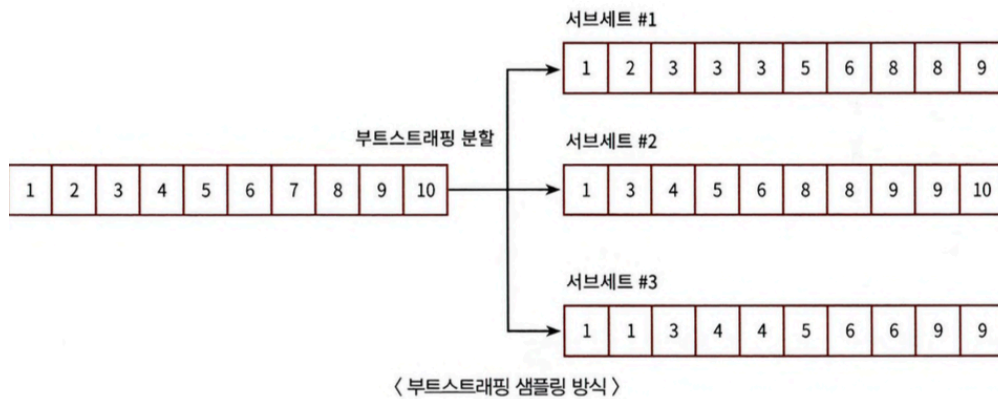 서브세트 #1
1 2 3 3 3 5 6 8 8 9
부트스트래핑 분할
서브세트 #2
1 2 3 4 5 6 7 8 9 10
1 3 4 5 6 8 8 9 9 10
서브세트 #3
1 1 3 4 4 5 6 6 9 9
〈 부트스트래핑 샘플링 방식 〉